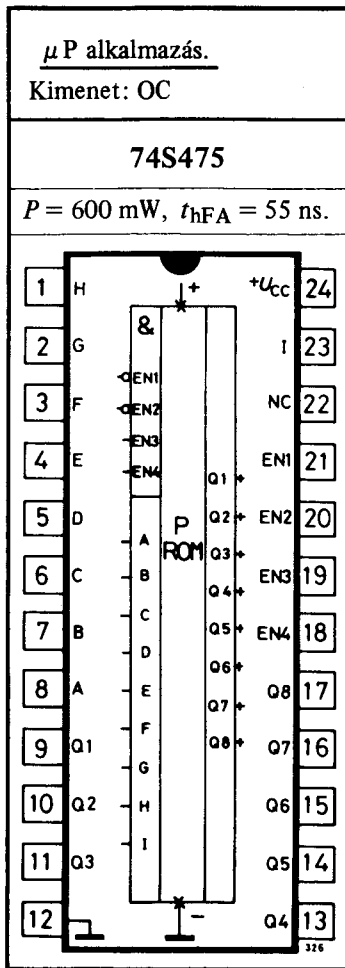 μP alkalmazás.
Kimenet: OC
74S475
P = 600 mW, thFA = 55 ns.
1 H
2 G
3 F
4 E
5 D
6 C
7 B
8 A
9 Q1
10 Q2
11 Q3
12
+
&
EN1
EN2
EN3
EN4
A
B
C
D
E
F
G
H
I
P
ROM
Q1 +
Q2 +
Q3 +
Q4 +
Q5 +
Q6 +
Q7 +
Q8 +
−
+UCC 24
I 23
NC 22
EN1 21
EN2 20
EN3 19
EN4 18
Q8 17
Q7 16
Q6 15
Q5 14
Q4 13
326